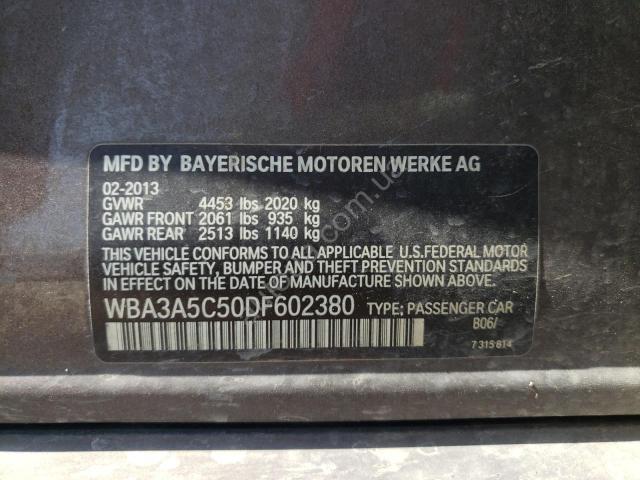 MFD BY BAYERISCHE MOTOREN WERKE AG
02-2013
GVWR 4453 lbs 2020 kg
GAWR FRONT 2061 lbs 935 kg
GAWR REAR 2513 lbs 1140 kg
THIS VEHICLE CONFORMS TO ALL APPLICABLE U.S.FEDERAL MOTOR
VEHICLE SAFETY, BUMPER, AND THEFT PREVENTION STANDARDS
IN EFFECT ON THE DATE OF MANUFACTURE SHOWN ABOVE.
WBA3A5C50DF602380 TYPE: PASSENGER CAR
B06/
7 315 814